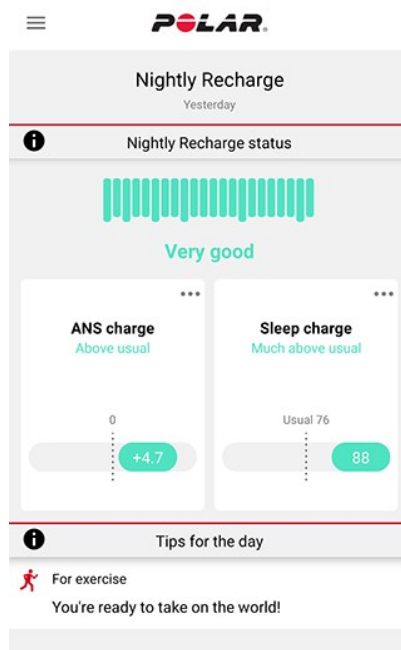 POLAR.
Nightly Recharge
Yesterday
Nightly Recharge status
Very good
ANS charge
Above usual
0
+4.7
Sleep charge
Much above usual
Usual 76
88
Tips for the day
For exercise
You're ready to take on the world!